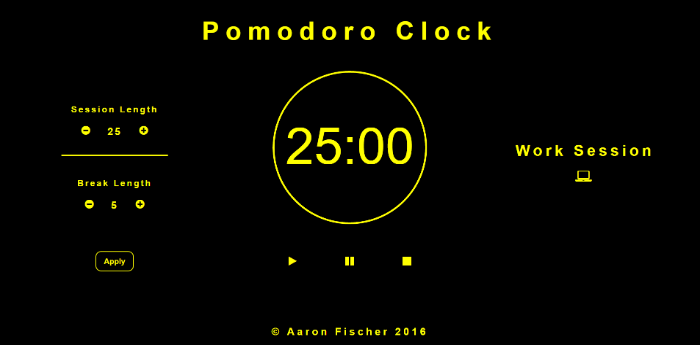 Pomodoro Clock
Session Length
25
Break Length
5
Apply
25:00
Work Session
© Aaron Fischer 2016